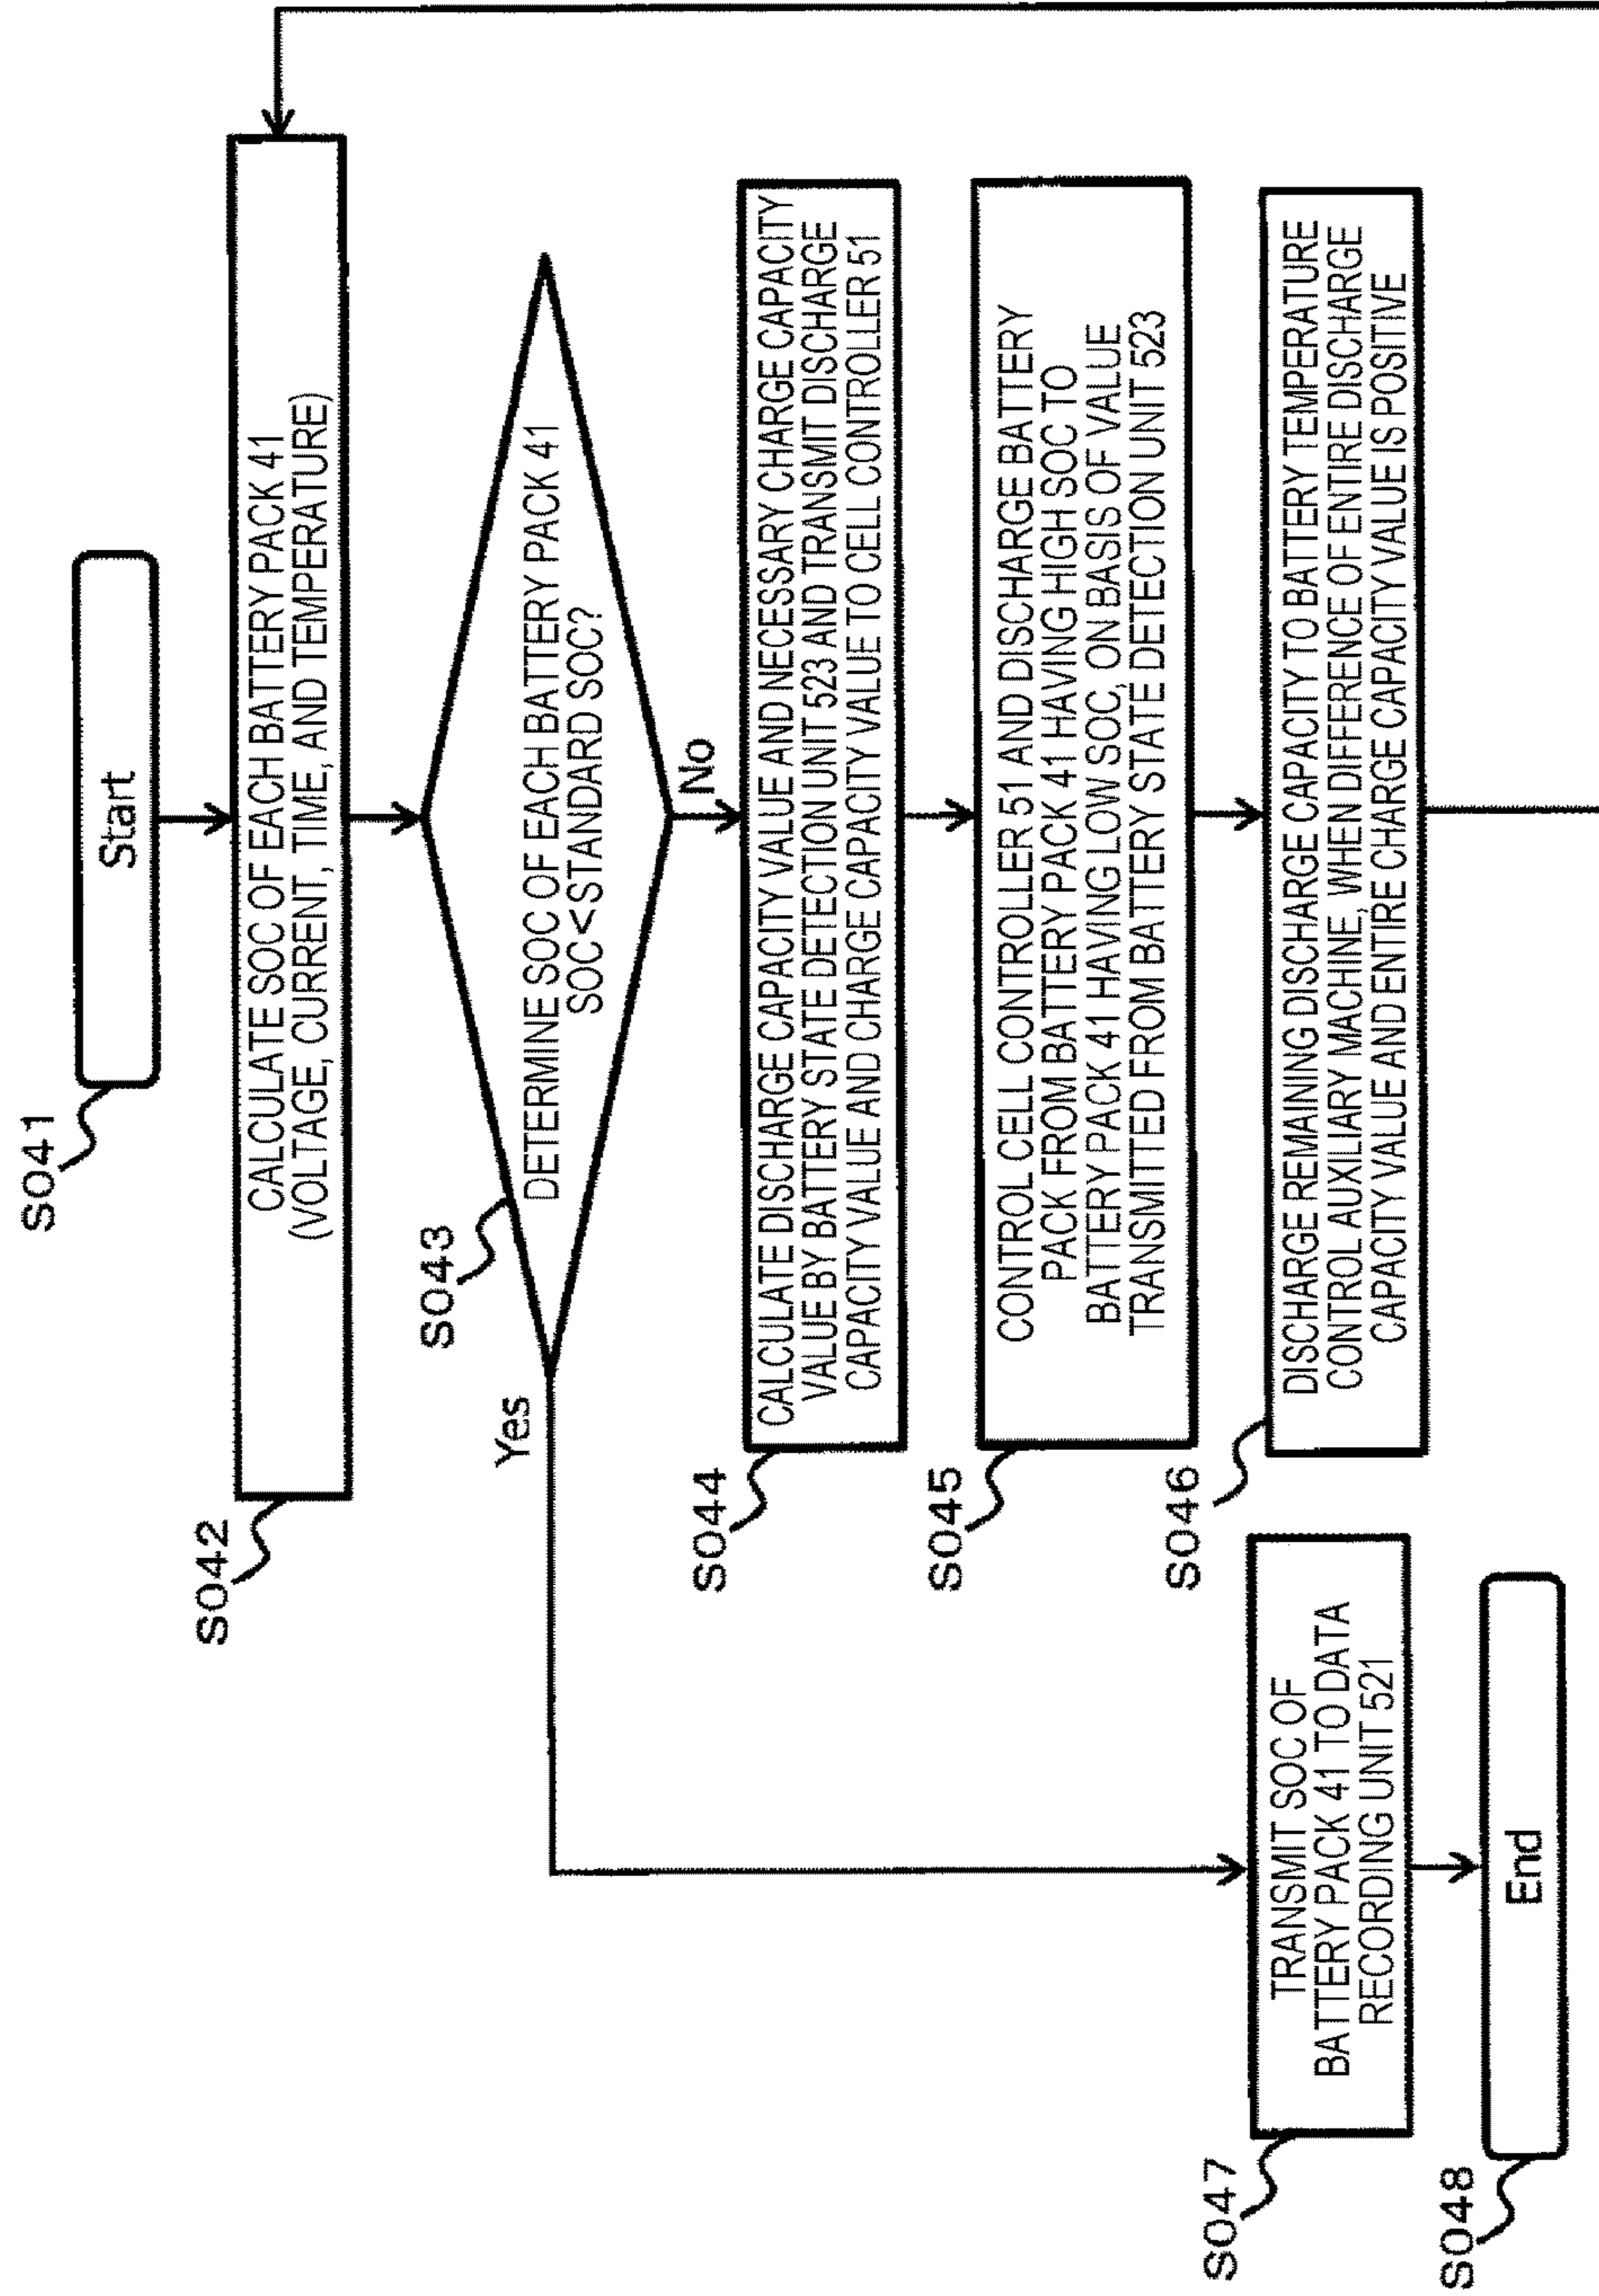 S041
Start
S042
CALCULATE SOC OF EACH BATTERY PACK 41
(VOLTAGE, CURRENT, TIME, AND TEMPERATURE)
S043
DETERMINE SOC OF EACH BATTERY PACK 41
SOC<STANDARD SOC?
Yes
No
S044
CALCULATE DISCHARGE CAPACITY VALUE AND NECESSARY CHARGE CAPACITY
VALUE BY BATTERY STATE DETECTION UNIT 523 AND TRANSMIT DISCHARGE
CAPACITY VALUE AND CHARGE CAPACITY VALUE TO CELL CONTROLLER 51
S045
CONTROL CELL CONTROLLER 51 AND DISCHARGE BATTERY
PACK FROM BATTERY PACK 41 HAVING HIGH SOC TO
BATTERY PACK 41 HAVING LOW SOC, ON BASIS OF VALUE
TRANSMITTED FROM BATTERY STATE DETECTION UNIT 523
S046
DISCHARGE REMAINING DISCHARGE CAPACITY TO BATTERY TEMPERATURE
CONTROL AUXILIARY MACHINE, WHEN DIFFERENCE OF ENTIRE DISCHARGE
CAPACITY VALUE AND ENTIRE CHARGE CAPACITY VALUE IS POSITIVE
S047
TRANSMIT SOC OF
BATTERY PACK 41 TO DATA
RECORDING UNIT 521
S048
End